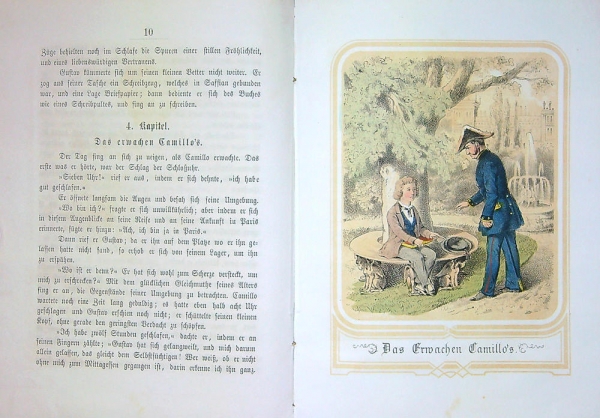 10
Züge behielten noch im Schlafe die Spuren einer stillen Fröhlichkeit,
und eines liebenswürdigen Vertrauens.
Gustav kümmerte sich um seinen kleinen Vetter nicht weiter. Er
zog aus seiner Tasche ein Schreibzeug, welches in Saffian gebunden
war, und eine Lage Briefpapier; dann bediente er sich des Buches
wie eines Schreibpultes, und fing an zu schreiben.
4. Kapitel.
Das erwachen Camillo's.
Der Tag fing an sich zu neigen, als Camillo erwachte. Das
erste was er hörte, war der Schlag der Schloßuhr.
»Sieben Uhr!« rief er aus, indem er sich dehnte, »ich habe
gut geschlafen.«
Er öffnete langsam die Augen und besah sich seine Umgebung.
»Wo bin ich?« fragte er sich unwillkührlich; aber indem er sich
in diesem Augenblicke an seine Reise und an seine Ankunft in Paris
erinnerte, fügte er hinzu: »Ach, ich bin ja in Paris.«
Dann rief er Gustav; da er ihn auf dem Platze wo er ihn ge-
lassen hatte nicht fand, so erhob er sich von seinem Lager, um ihn
zu erspähen.
»Wo ist er denn?« Er hat sich wohl zum Scherze versteckt, um
mich zu erschrecken?« Mit dem glücklichen Gleichmuthe seines Alters
fing er an, die Gegenstände seiner Umgebung zu betrachten. Camillo
wartete noch eine Zeit lang geduldig; es hatte eben halb acht Uhr
geschlagen und Gustav erschien noch nicht; er schüttelte seinen kleinen
Kopf, ohne gerade den geringsten Verdacht zu schöpfen.
»Ich habe zwölf Stunden geschlafen,« dachte er, indem er an
seinen Fingern zählte; »Gustav hat sich gelangweilt, und mich darum
allein gelassen, das gleicht dem Selbstsüchtigen! Wer weiß, ob er nicht
ohne mich zum Mittagessen gegangen ist, darin erkenne ich ihn ganz.
Das Erwachen Camillo's.